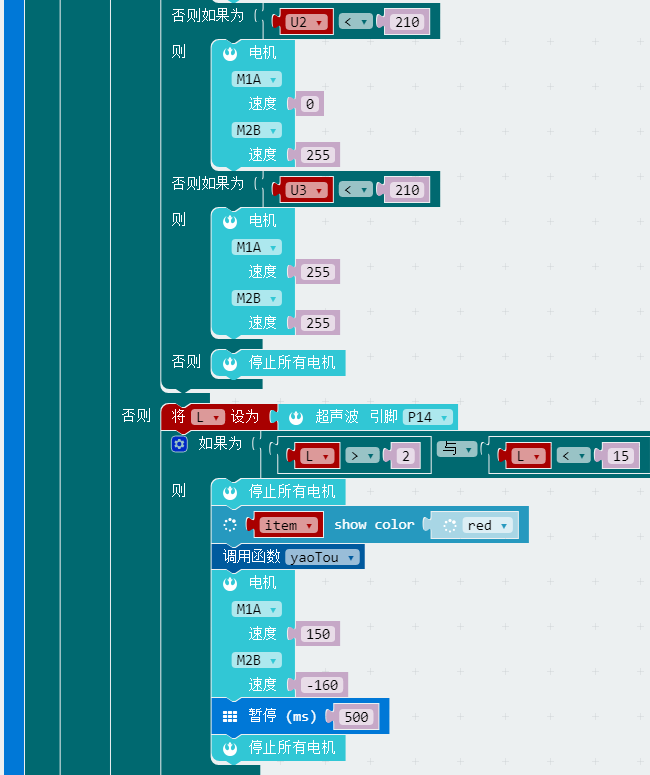 否则如果为 U2 < 210
则 电机
M1A
速度 0
M2B
速度 255
否则如果为 U3 < 210
则 电机
M1A
速度 255
M2B
速度 255
否则 停止所有电机
否则 将 L 设为 超声波 引脚 P14
如果为 L > 2 与 L < 15
则 停止所有电机
item show color red
调用函数 yaoTou
电机
M1A
速度 150
M2B
速度 -160
暂停 (ms) 500
停止所有电机